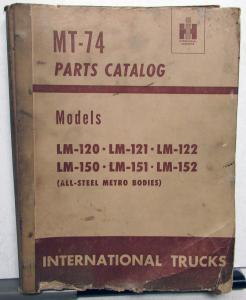 MT-74
PARTS CATALOG
IH
Models
LM-120 · LM-121 · LM-122
LM-150 · LM-151 · LM-152
(ALL-STEEL METRO BODIES)
INTERNATIONAL TRUCKS